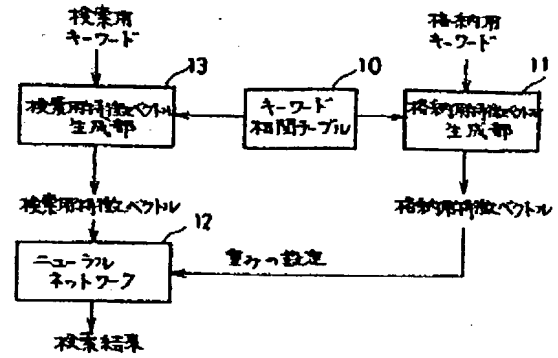 検索用
キーワード
格納用
キーワード
13
10
11
検索用特徴ベクトル
生成部
キーワード
相関テーブル
格納用特徴ベクトル
生成部
検索用特徴ベクトル
格納用特徴ベクトル
12
ニューラル
ネットワーク
重みの設定
検索結果